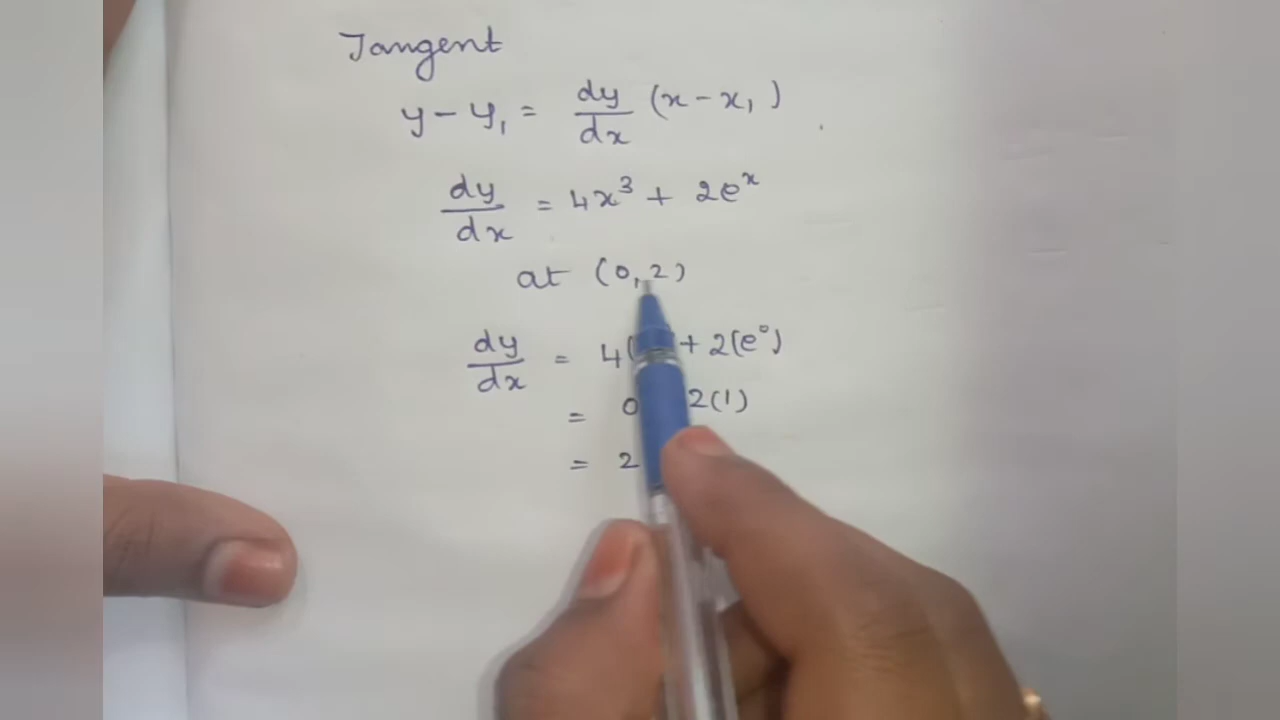 Tangent
y - y₁ = dy/dx (x - x₁)
dy/dx = 4x³ + 2eˣ
at (0, 2)
dy/dx = 4( + 2(e⁰)
= 0 2(1)
= 2